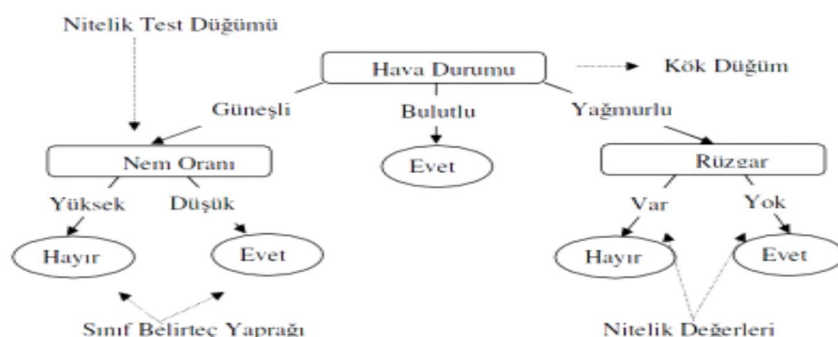 Nitelik Test Düğümü
Hava Durumu
Kök Düğüm
Güneşli
Bulutlu
Yağmurlu
Nem Oranı
Evet
Rüzgar
Yüksek
Düşük
Var
Yok
Hayır
Evet
Hayır
Evet
Sınıf Belirteç Yaprağı
Nitelik Değerleri